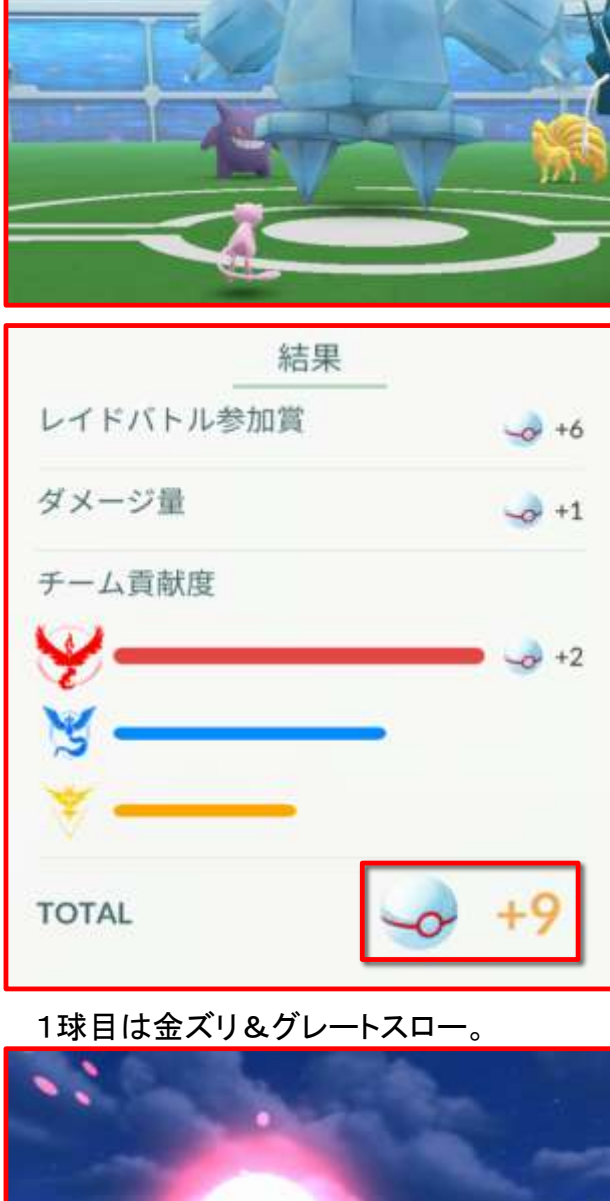 結果
レイドバトル参加賞 +6
ダメージ量 +1
チーム貢献度
+2
TOTAL +9
1球目は金ズリ&グレートスロー。